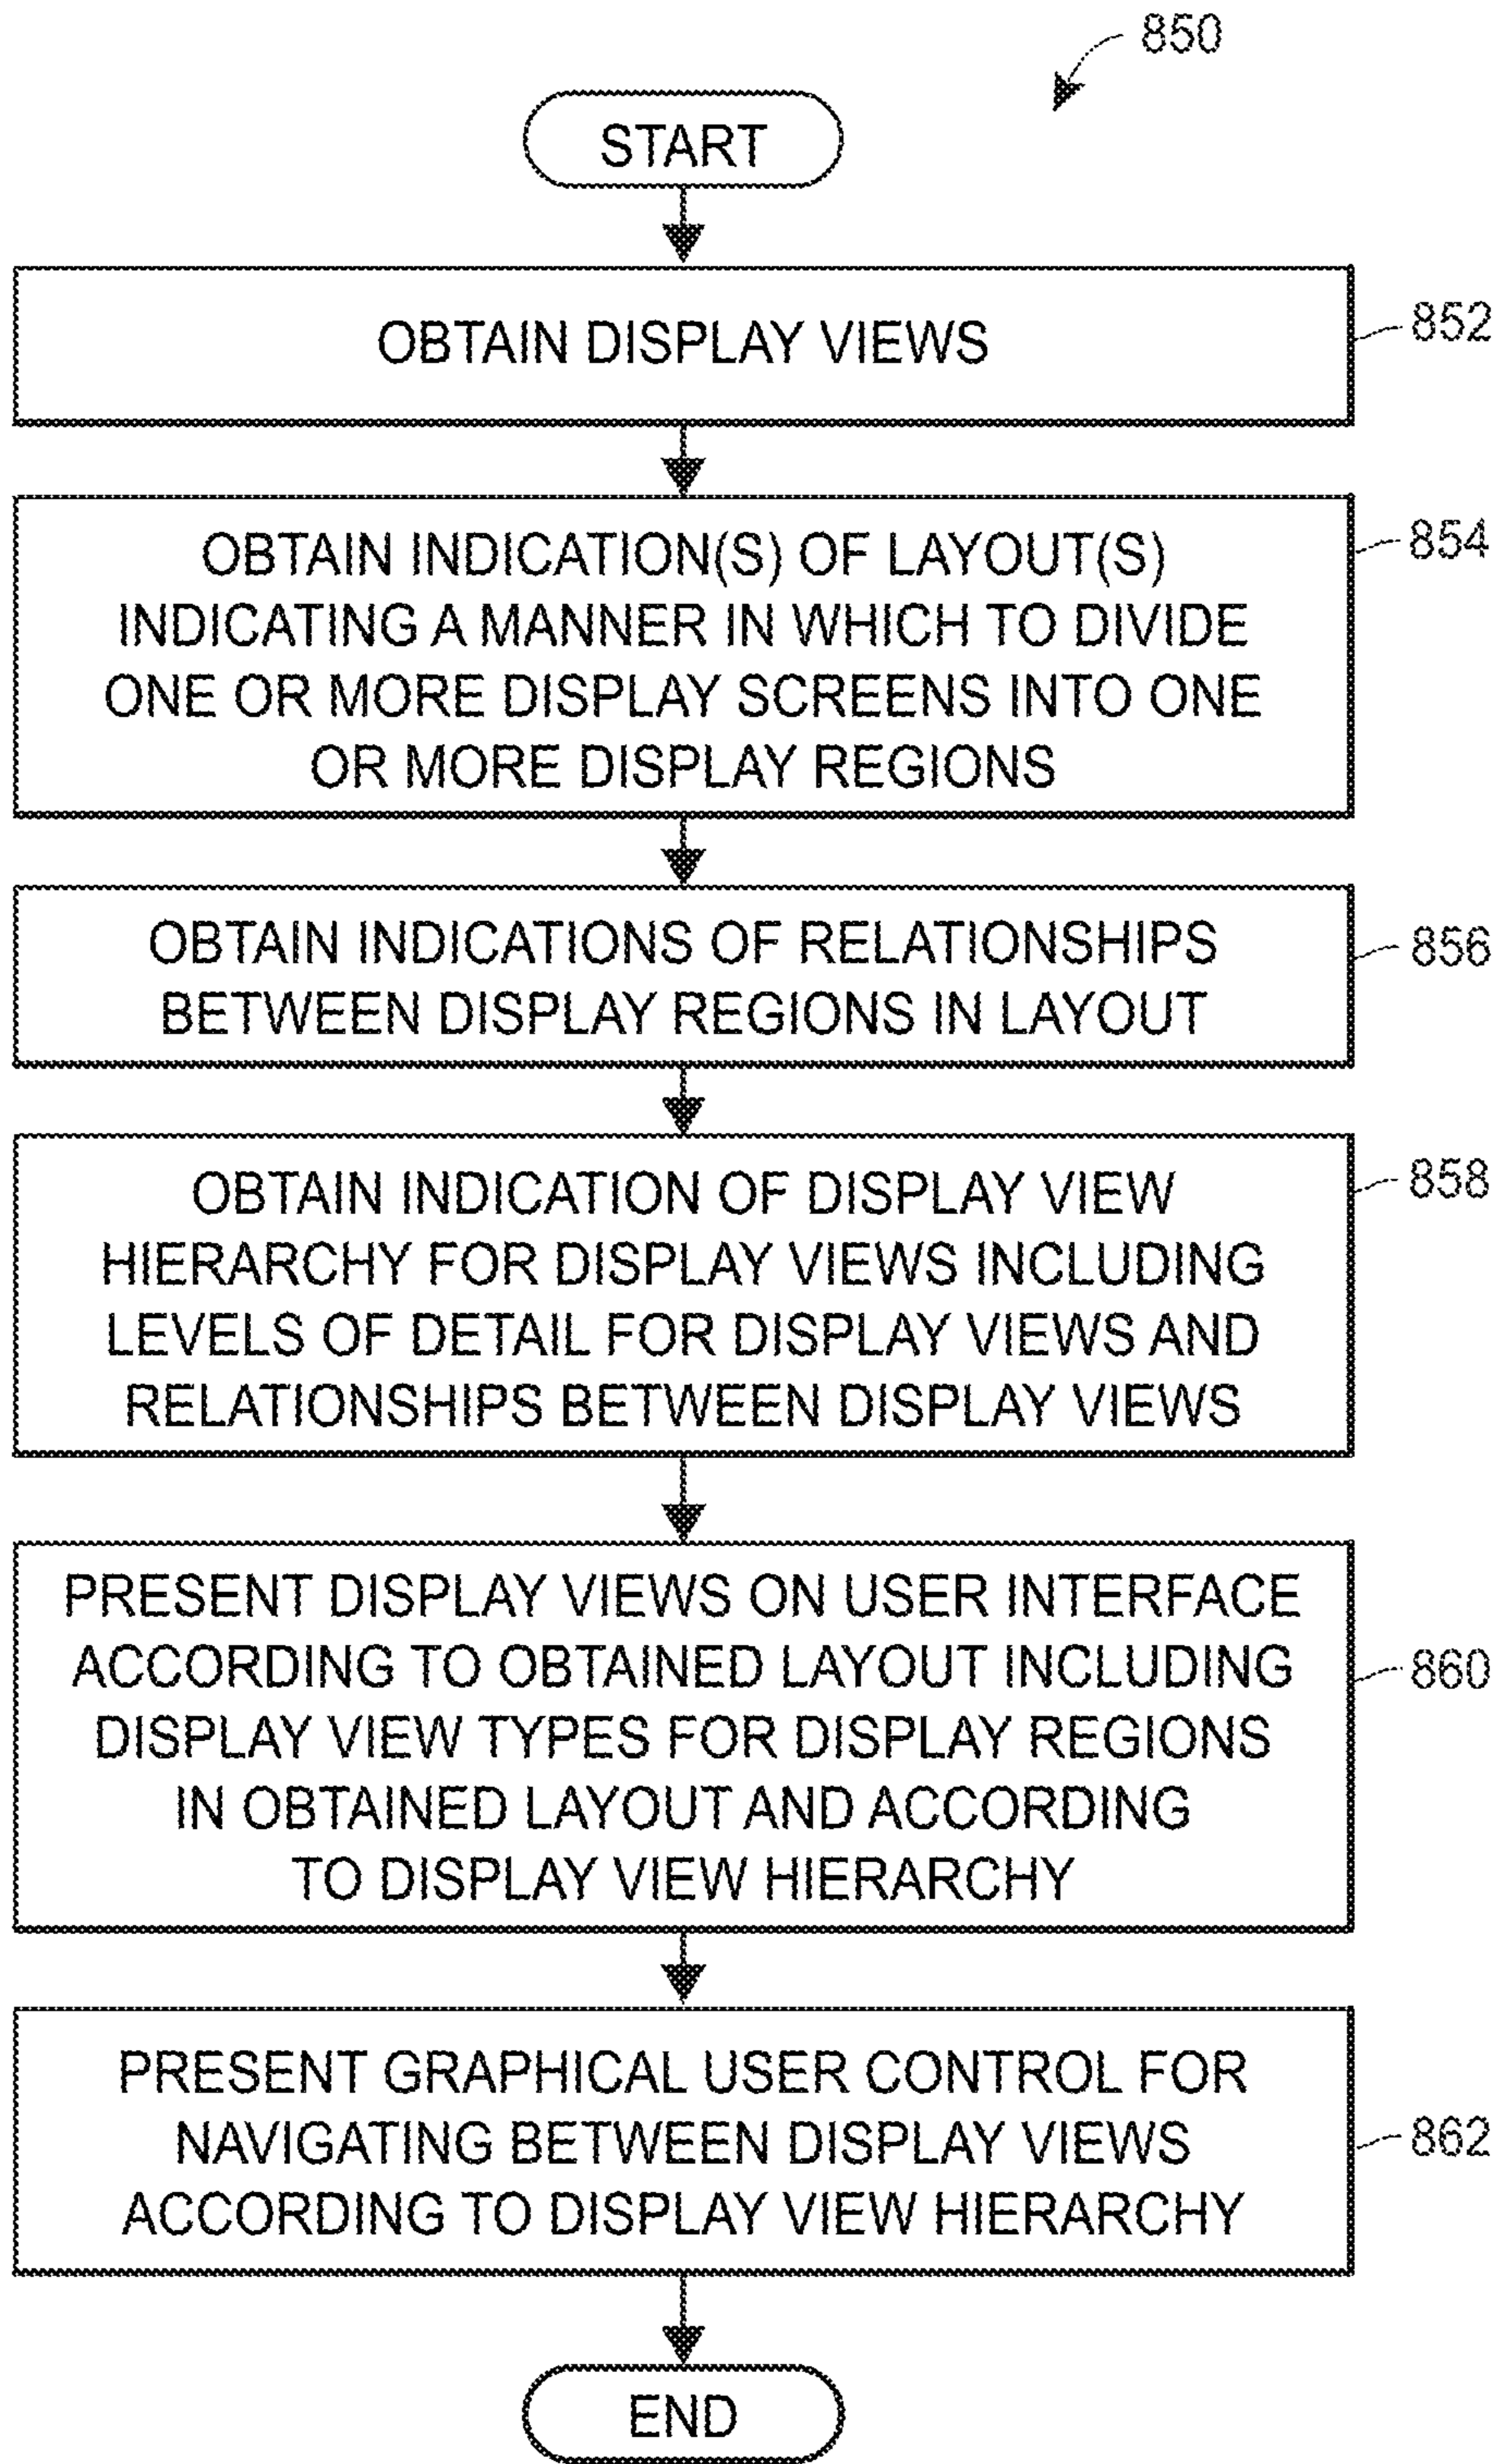 850
START
OBTAIN DISPLAY VIEWS
852
OBTAIN INDICATION(S) OF LAYOUT(S)
INDICATING A MANNER IN WHICH TO DIVIDE
ONE OR MORE DISPLAY SCREENS INTO ONE
OR MORE DISPLAY REGIONS
854
OBTAIN INDICATIONS OF RELATIONSHIPS
BETWEEN DISPLAY REGIONS IN LAYOUT
856
OBTAIN INDICATION OF DISPLAY VIEW
HIERARCHY FOR DISPLAY VIEWS INCLUDING
LEVELS OF DETAIL FOR DISPLAY VIEWS AND
RELATIONSHIPS BETWEEN DISPLAY VIEWS
858
PRESENT DISPLAY VIEWS ON USER INTERFACE
ACCORDING TO OBTAINED LAYOUT INCLUDING
DISPLAY VIEW TYPES FOR DISPLAY REGIONS
IN OBTAINED LAYOUT AND ACCORDING
TO DISPLAY VIEW HIERARCHY
860
PRESENT GRAPHICAL USER CONTROL FOR
NAVIGATING BETWEEN DISPLAY VIEWS
ACCORDING TO DISPLAY VIEW HIERARCHY
862
END